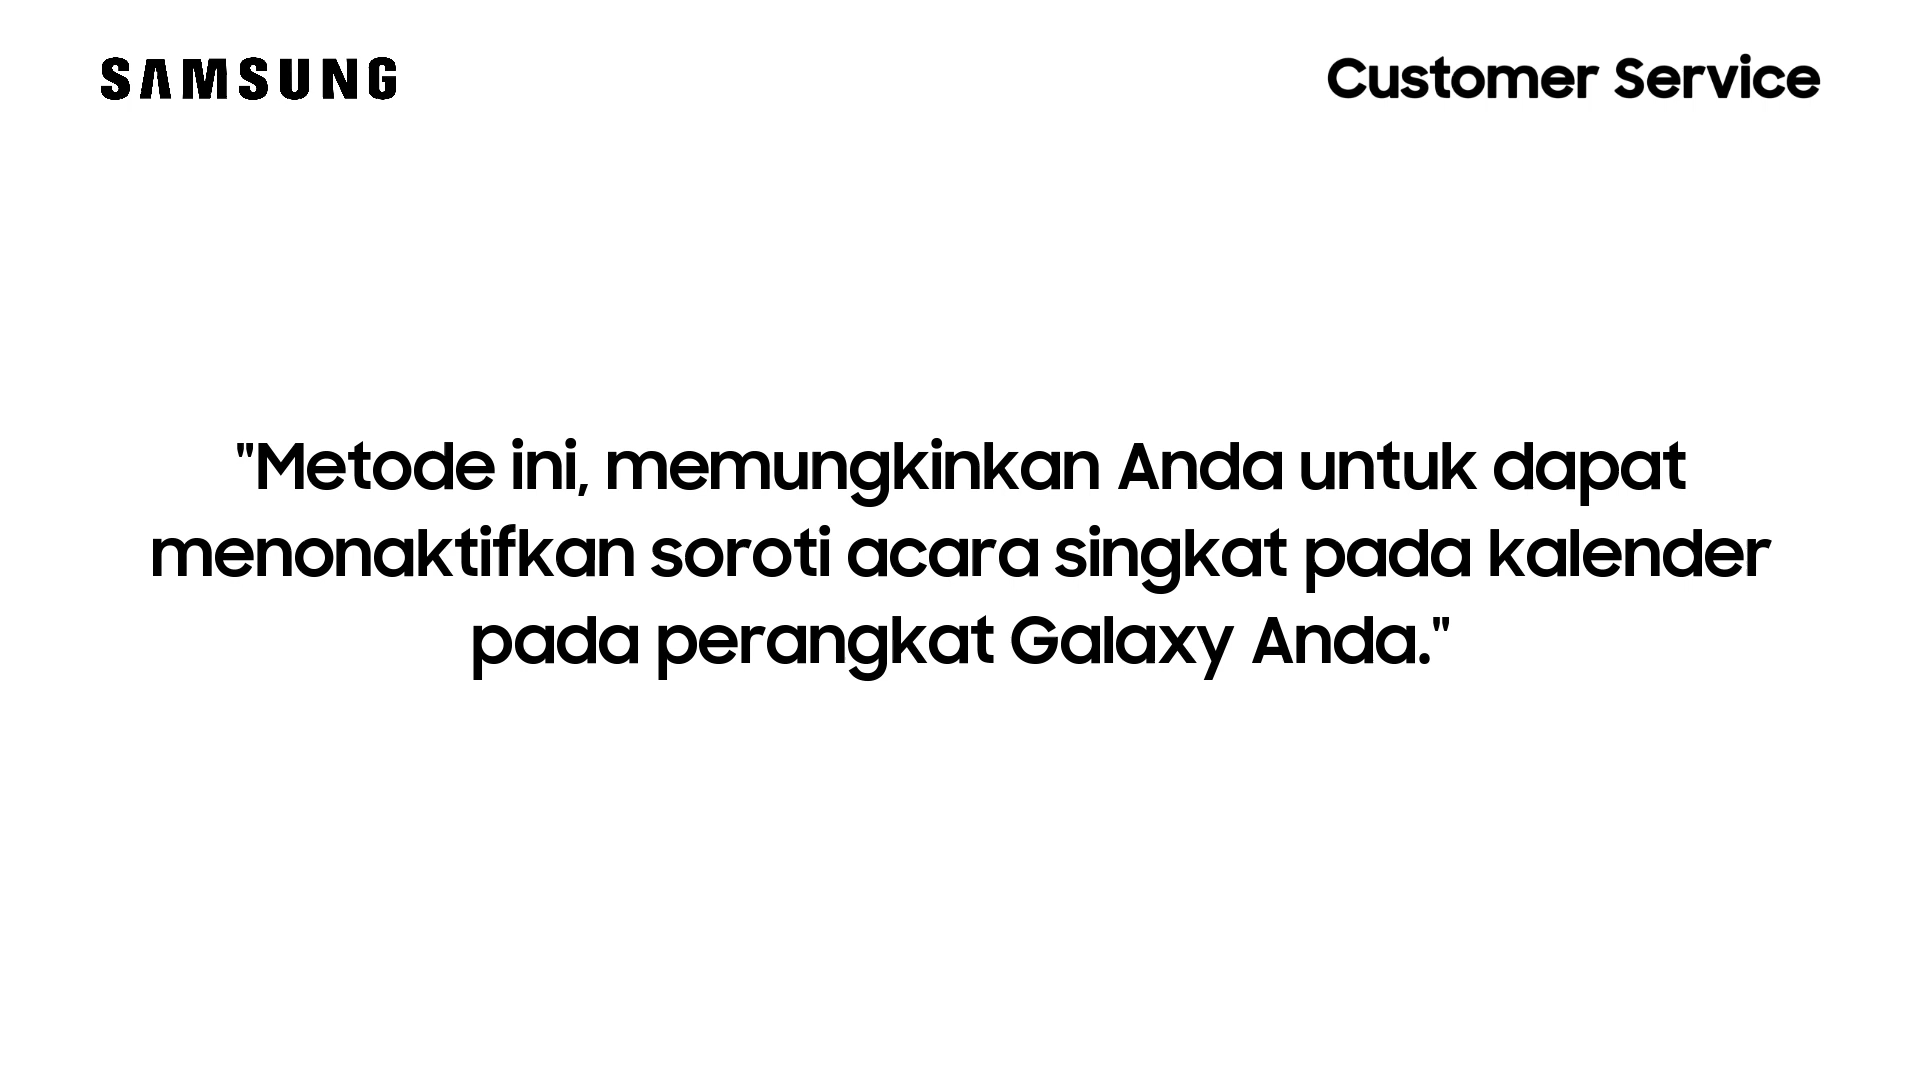 SAMSUNG
Customer Service
"Metode ini, memungkinkan Anda untuk dapat
menonaktifkan soroti acara singkat pada kalender
pada perangkat Galaxy Anda."